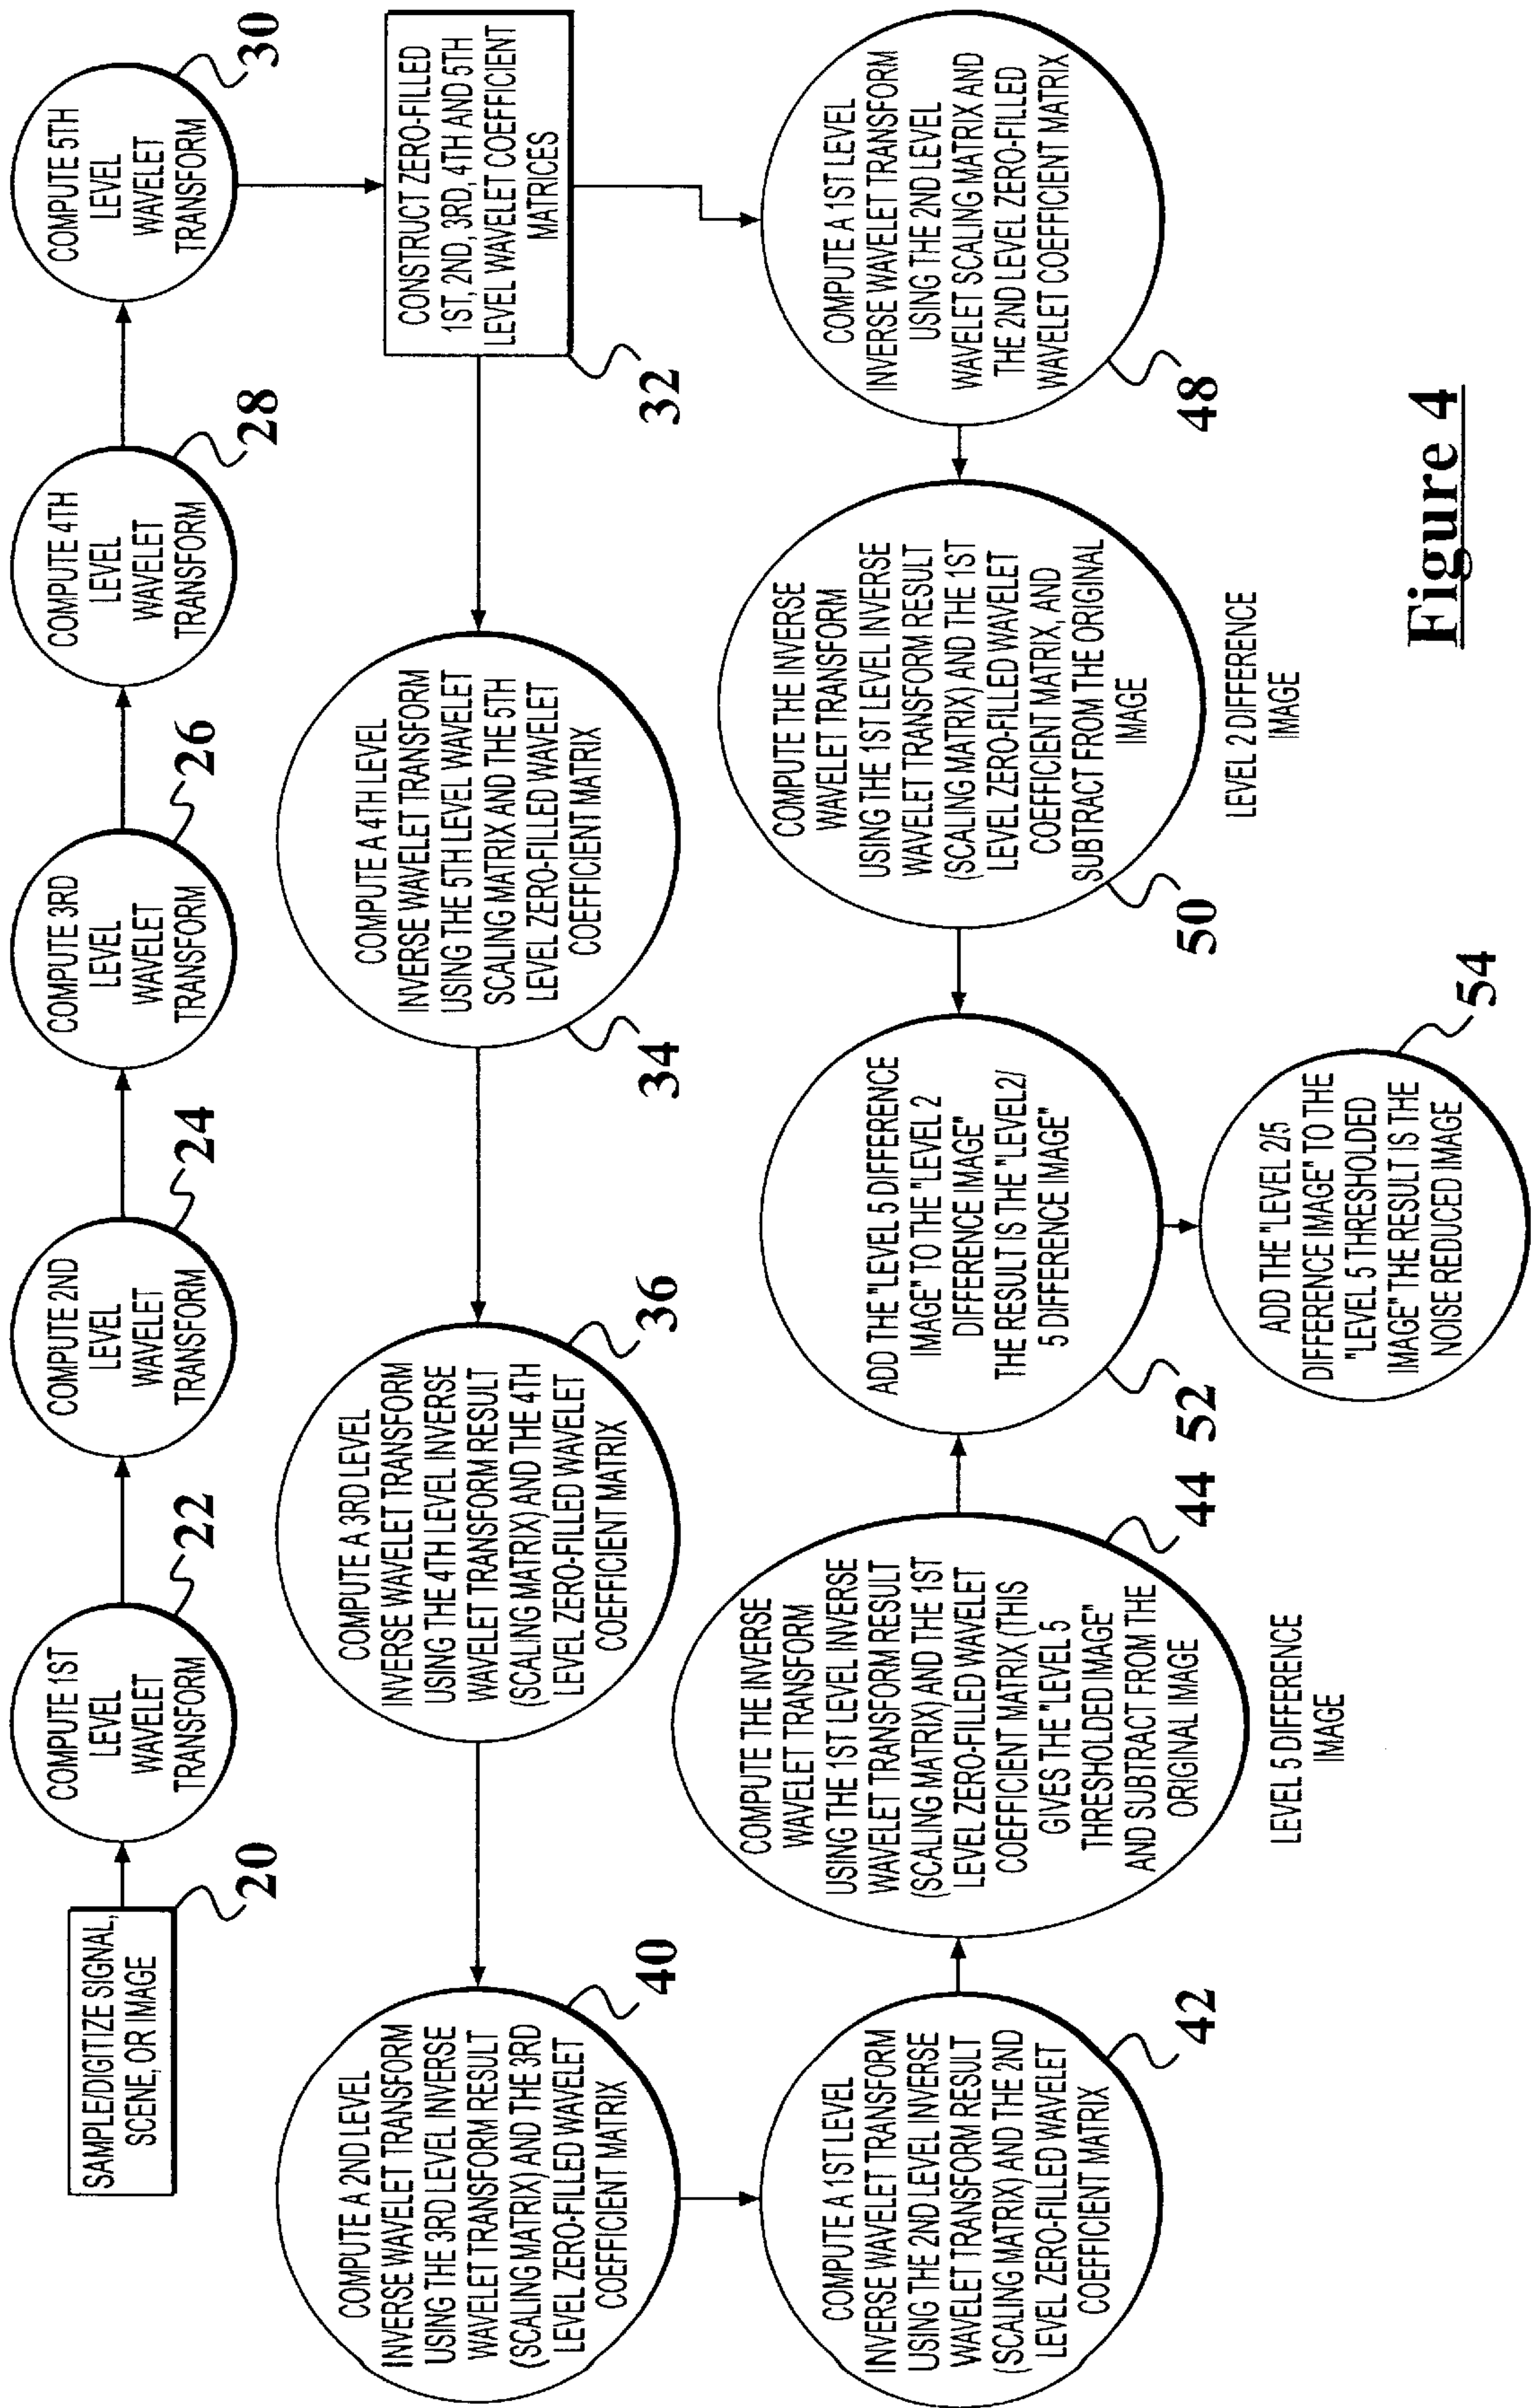 SAMPLE/DIGITIZE SIGNAL,
SCENE, OR IMAGE
20
COMPUTE 1ST
LEVEL
WAVELET
TRANSFORM
22
COMPUTE 2ND
LEVEL
WAVELET
TRANSFORM
24
COMPUTE 3RD
LEVEL
WAVELET
TRANSFORM
26
COMPUTE 4TH
LEVEL
WAVELET
TRANSFORM
28
COMPUTE 5TH
LEVEL
WAVELET
TRANSFORM
30
CONSTRUCT ZERO-FILLED
1ST, 2ND, 3RD, 4TH AND 5TH
LEVEL WAVELET COEFFICIENT
MATRICES
32
COMPUTE A 4TH LEVEL
INVERSE WAVELET TRANSFORM
USING THE 5TH LEVEL WAVELET
SCALING MATRIX AND THE 5TH
LEVEL ZERO-FILLED WAVELET
COEFFICIENT MATRIX
34
COMPUTE A 3RD LEVEL
INVERSE WAVELET TRANSFORM
USING THE 4TH LEVEL INVERSE
WAVELET TRANSFORM RESULT
(SCALING MATRIX) AND THE 4TH
LEVEL ZERO-FILLED WAVELET
COEFFICIENT MATRIX
36
COMPUTE A 2ND LEVEL
INVERSE WAVELET TRANSFORM
USING THE 3RD LEVEL INVERSE
WAVELET TRANSFORM RESULT
(SCALING MATRIX) AND THE 3RD
LEVEL ZERO-FILLED WAVELET
COEFFICIENT MATRIX
40
COMPUTE A 1ST LEVEL
INVERSE WAVELET TRANSFORM
USING THE 2ND LEVEL INVERSE
WAVELET TRANSFORM RESULT
(SCALING MATRIX) AND THE 2ND
LEVEL ZERO-FILLED WAVELET
COEFFICIENT MATRIX
42
COMPUTE THE INVERSE
WAVELET TRANSFORM
USING THE 1ST LEVEL INVERSE
WAVELET TRANSFORM RESULT
(SCALING MATRIX) AND THE 1ST
LEVEL ZERO-FILLED WAVELET
COEFFICIENT MATRIX (THIS
GIVES THE "LEVEL 5
THRESHOLDED IMAGE"
AND SUBTRACT FROM THE
ORIGINAL IMAGE
44
LEVEL 5 DIFFERENCE
IMAGE
COMPUTE A 1ST LEVEL
INVERSE WAVELET TRANSFORM
USING THE 2ND LEVEL
WAVELET SCALING MATRIX AND
THE 2ND LEVEL ZERO-FILLED
WAVELET COEFFICIENT MATRIX
48
COMPUTE THE INVERSE
WAVELET TRANSFORM
USING THE 1ST LEVEL INVERSE
WAVELET TRANSFORM RESULT
(SCALING MATRIX) AND THE 1ST
LEVEL ZERO-FILLED WAVELET
COEFFICIENT MATRIX, AND
SUBTRACT FROM THE ORIGINAL
IMAGE
50
LEVEL 2 DIFFERENCE
IMAGE
ADD THE "LEVEL 5 DIFFERENCE
IMAGE" TO THE "LEVEL 2
DIFFERENCE IMAGE"
THE RESULT IS THE "LEVEL2/
5 DIFFERENCE IMAGE"
52
ADD THE "LEVEL 2/5
DIFFERENCE IMAGE" TO THE
"LEVEL 5 THRESHOLDED
IMAGE" THE RESULT IS THE
NOISE REDUCED IMAGE
54
Figure 4